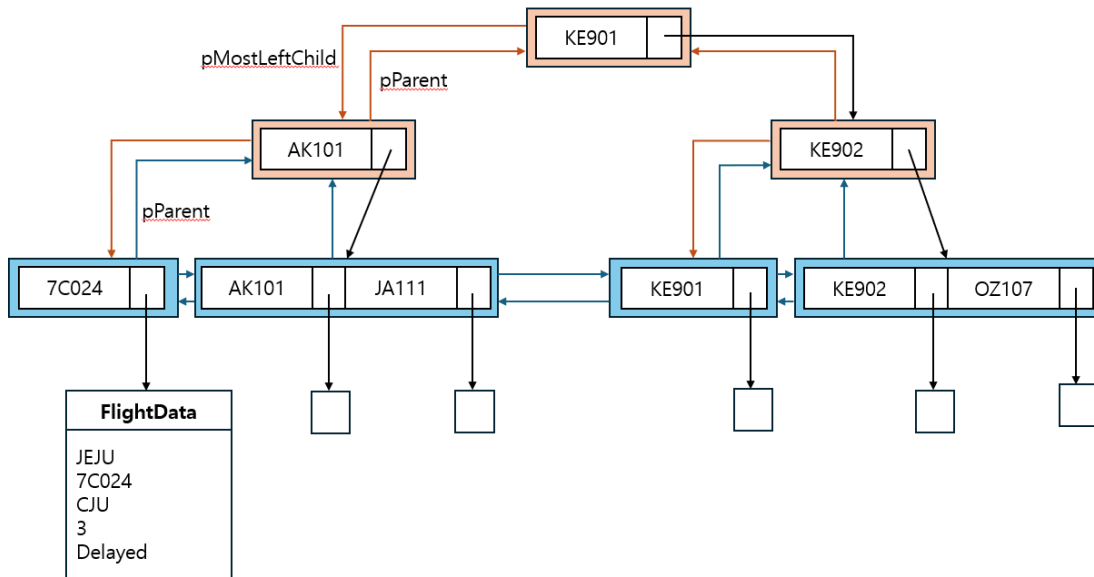 KE901
pMostLeftChild
pParent
AK101
KE902
pParent
7C024
AK101
JA111
KE901
KE902
OZ107
FlightData
JEJU
7C024
CJU
3
Delayed